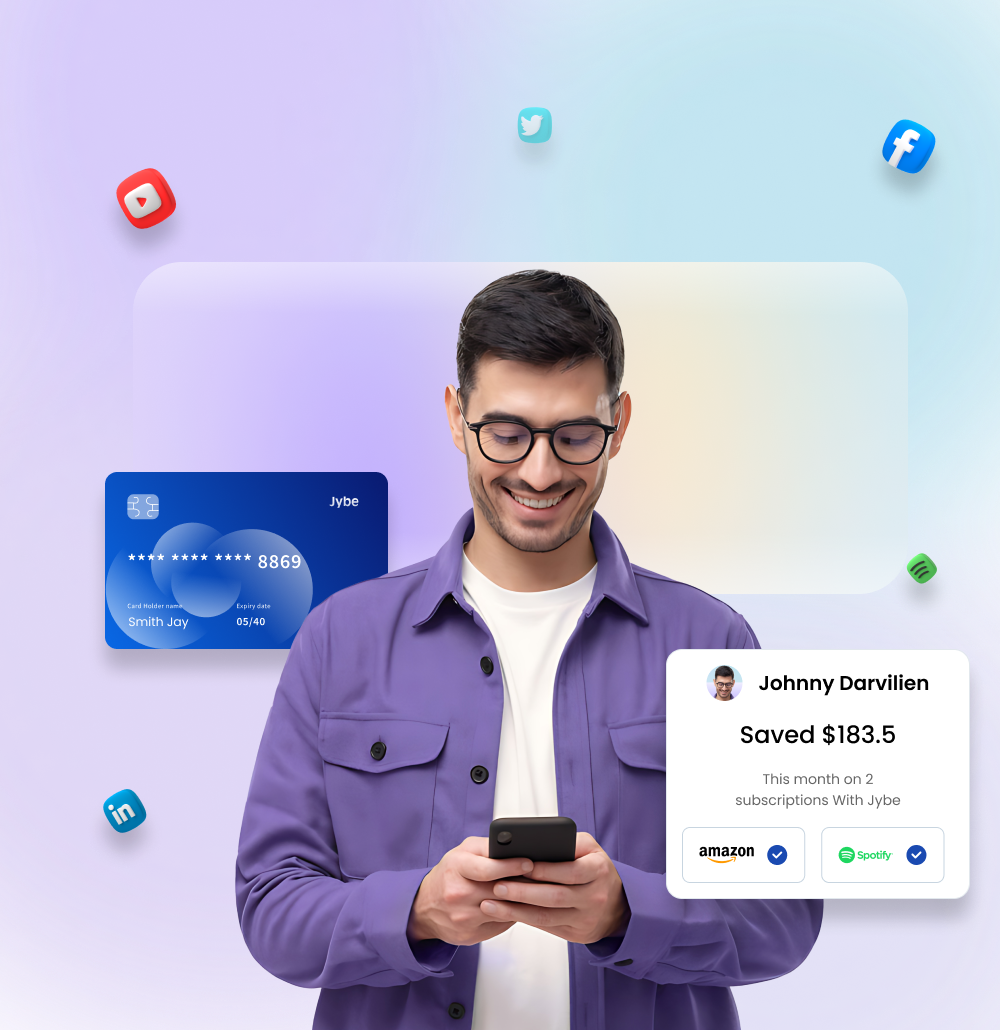 Jybe
**** **** **** 8869
Card Holder name
Expiry date
Smith Jay
05/40
Johnny Darvilien
Saved $183.5
This month on 2
subscriptions With Jybe
amazon
Spotify
in
f